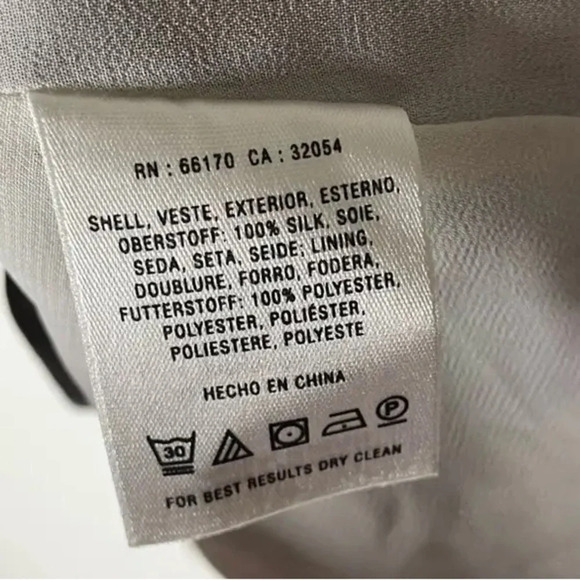 RN : 66170 CA : 32054
SHELL, VESTE, EXTERIOR, ESTERNO,
OBERSTOFF: 100% SILK, SOIE,
SEDA, SETA, SEIDE; LINING,
DOUBLURE, FORRO, FODERA,
FUTTERSTOFF: 100% POLYESTER,
POLYESTER, POLIÉSTER,
POLIESTERE, POLYESTE
HECHO EN CHINA
30 P
FOR BEST RESULTS DRY CLEAN